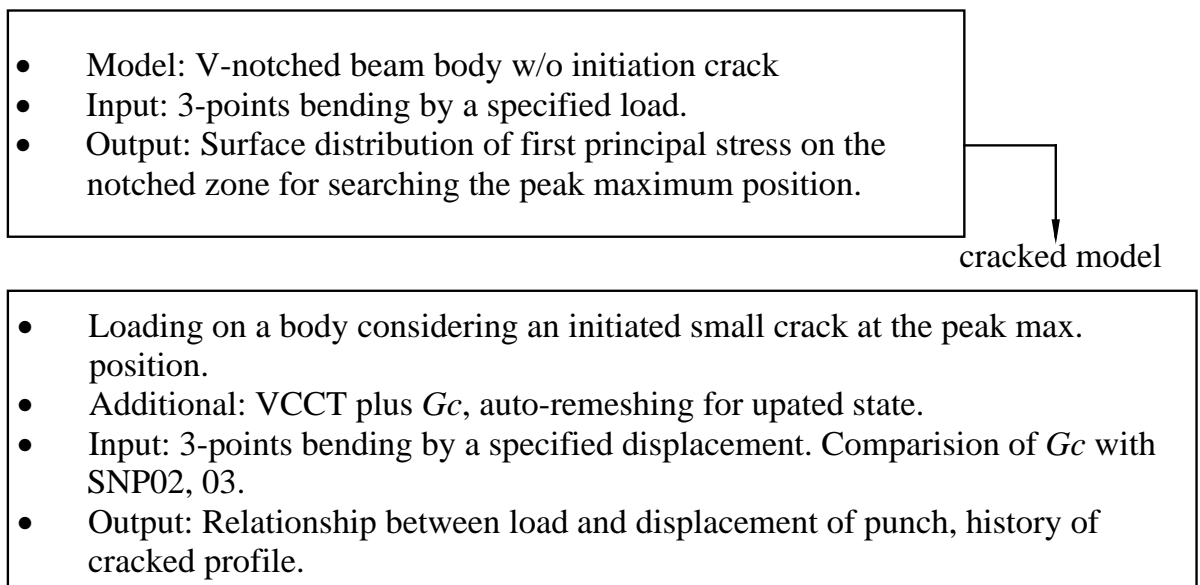 • Model: V-notched beam body w/o initiation crack
• Input: 3-points bending by a specified load.
• Output: Surface distribution of first principal stress on the
notched zone for searching the peak maximum position.
cracked model
• Loading on a body considering an initiated small crack at the peak max.
position.
• Additional: VCCT plus Gc, auto-remeshing for upated state.
• Input: 3-points bending by a specified displacement. Comparision of Gc with
SNP02, 03.
• Output: Relationship between load and displacement of punch, history of
cracked profile.